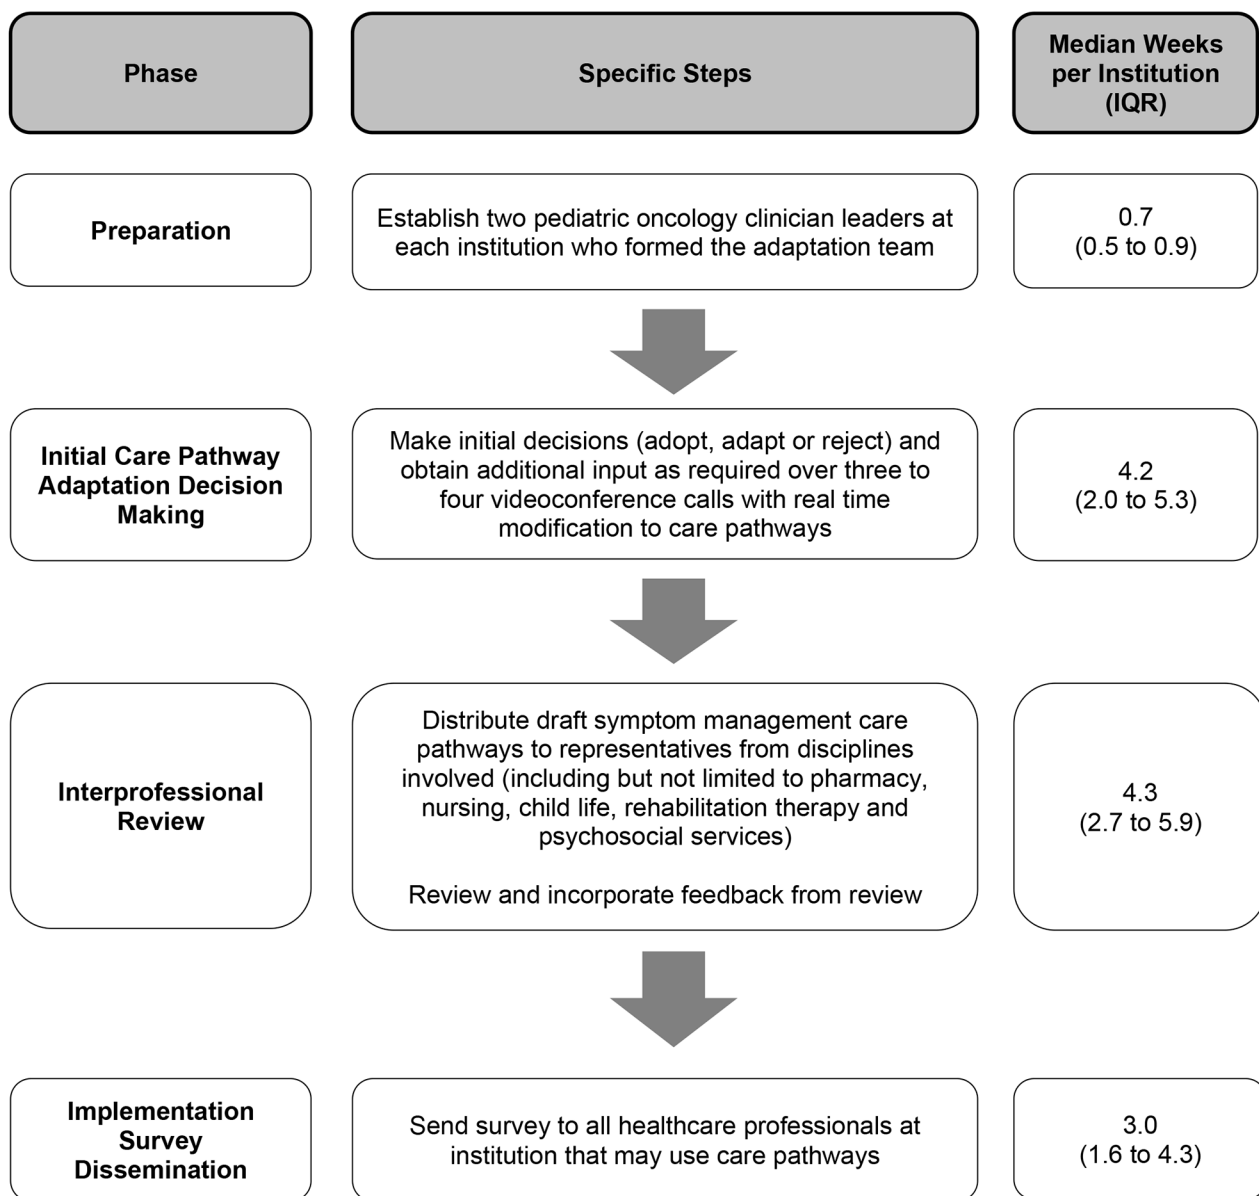 Phase
Specific Steps
Median Weeks
per Institution
(IQR)
Preparation
Establish two pediatric oncology clinician leaders at
each institution who formed the adaptation team
0.7
(0.5 to 0.9)
Initial Care Pathway
Adaptation Decision
Making
Make initial decisions (adopt, adapt or reject) and
obtain additional input as required over three to
four videoconference calls with real time
modification to care pathways
4.2
(2.0 to 5.3)
Interprofessional
Review
Distribute draft symptom management care
pathways to representatives from disciplines
involved (including but not limited to pharmacy,
nursing, child life, rehabilitation therapy and
psychosocial services)
Review and incorporate feedback from review
4.3
(2.7 to 5.9)
Implementation
Survey
Dissemination
Send survey to all healthcare professionals at
institution that may use care pathways
3.0
(1.6 to 4.3)